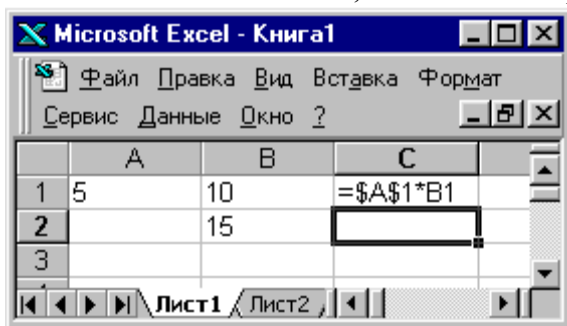 Microsoft Excel - Книга1
Файл Правка Вид Вставка Формат
Сервис Данные Окно ?
A B C
1 5 10 =$A$1*B1
2 15
3
Лист1 Лист2